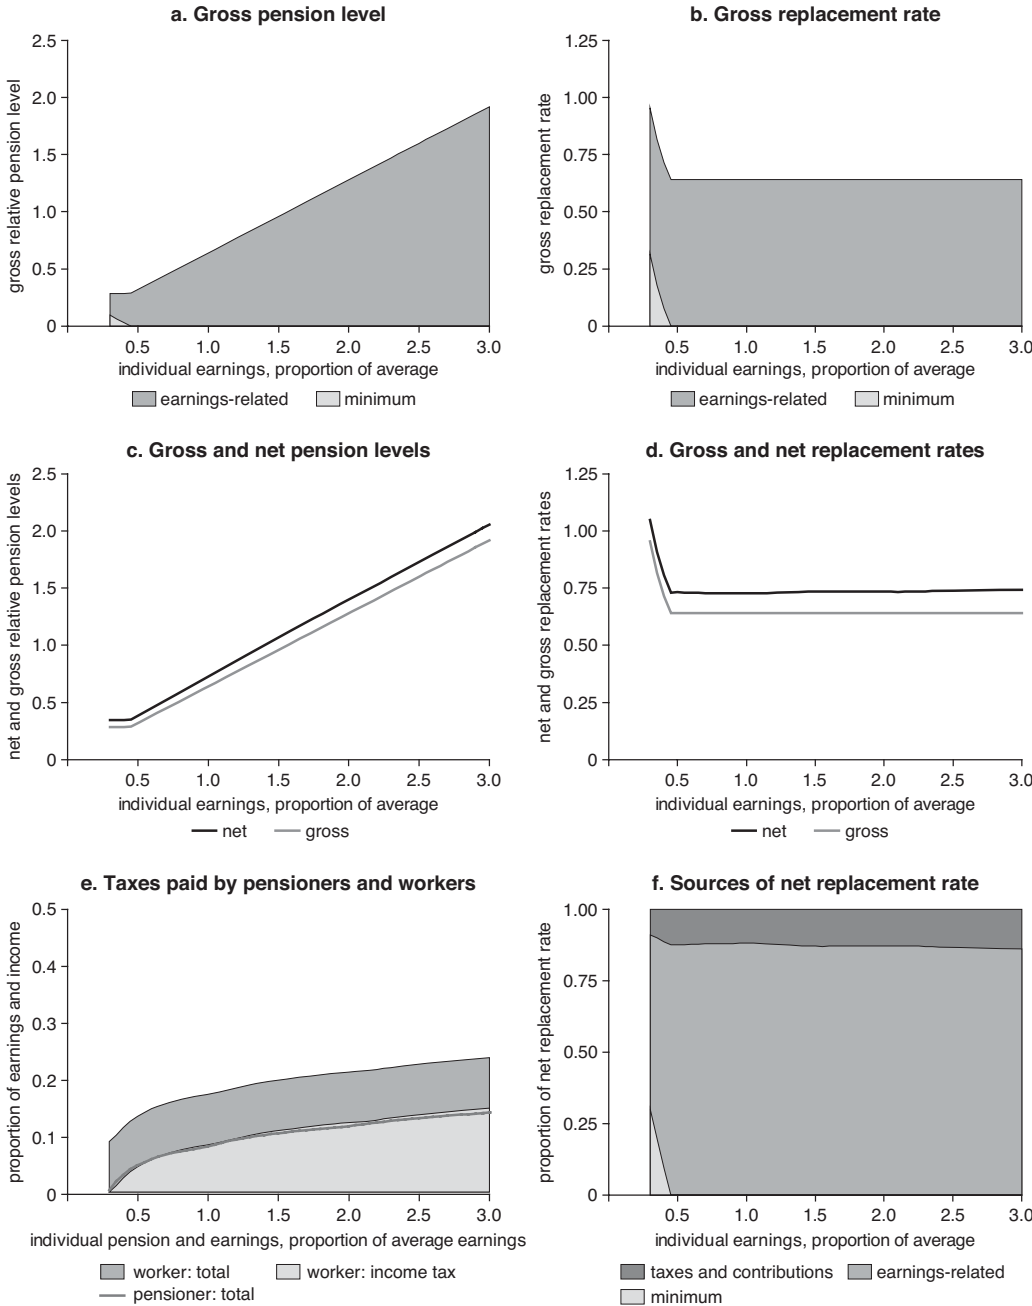 a. Gross pension level
gross relative pension level
2.5
2.0
1.5
1.0
0.5
0
0.5 1.0 1.5 2.0 2.5 3.0
individual earnings, proportion of average
earnings-related minimum
b. Gross replacement rate
gross replacement rate
1.25
1.00
0.75
0.50
0.25
0
0.5 1.0 1.5 2.0 2.5 3.0
individual earnings, proportion of average
earnings-related minimum
c. Gross and net pension levels
net and gross relative pension levels
2.5
2.0
1.5
1.0
0.5
0
0.5 1.0 1.5 2.0 2.5 3.0
individual earnings, proportion of average
net gross
d. Gross and net replacement rates
net and gross replacement rates
1.25
1.00
0.75
0.50
0.25
0
0.5 1.0 1.5 2.0 2.5 3.0
individual earnings, proportion of average
net gross
e. Taxes paid by pensioners and workers
proportion of earnings and income
0.5
0.4
0.3
0.2
0.1
0
0.5 1.0 1.5 2.0 2.5 3.0
individual pension and earnings, proportion of average earnings
worker: total worker: income tax
pensioner: total
f. Sources of net replacement rate
proportion of net replacement rate
1.00
0.75
0.50
0.25
0
0.5 1.0 1.5 2.0 2.5 3.0
individual earnings, proportion of average
taxes and contributions earnings-related
minimum